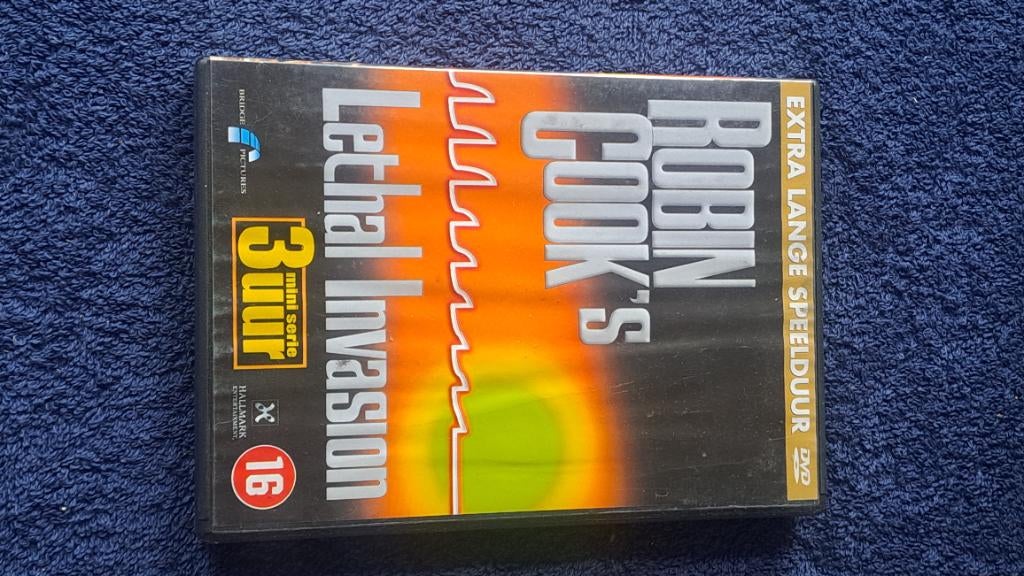 EXTRA LANGE SPEELDUUR DVD
ROBIN
COOK'S
Lethal Invasion
mini serie
3 uur
BRIDGE PICTURES
HALLMARK
ENTERTAINMENT.
16